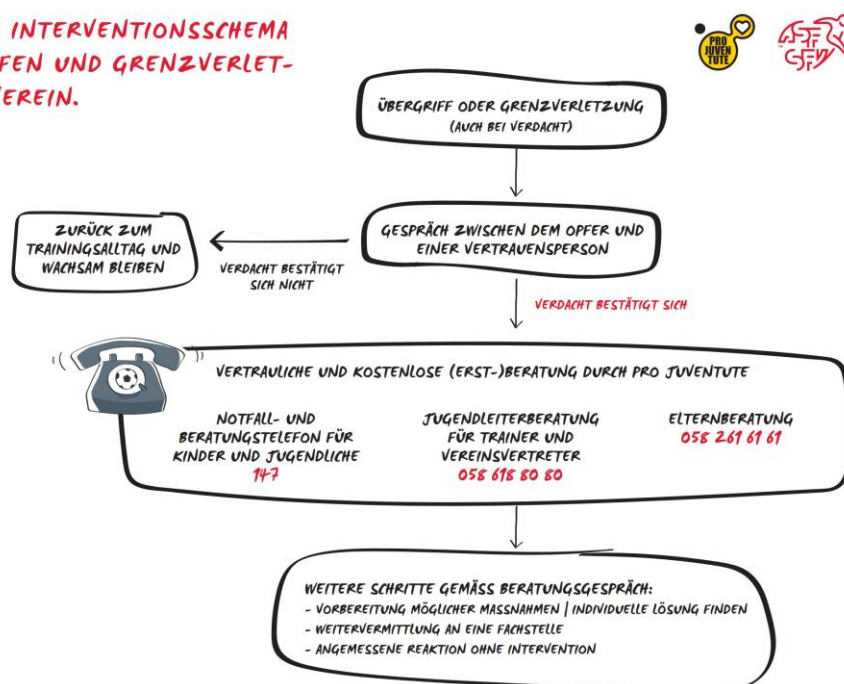 INTERVENTIONSSCHEMA
FEN UND GRENZVERLET-
EREIN.
PRO
JUVEN
TUTE
ASF
SFV
ÜBERGRIFF ODER GRENZVERLETZUNG
(AUCH BEI VERDACHT)
GESPRÄCH ZWISCHEN DEM OPFER UND
EINER VERTRAUENSPERSON
ZURÜCK ZUM
TRAININGSALLTAG UND
WACHSAM BLEIBEN
VERDACHT BESTÄTIGT
SICH NICHT
VERDACHT BESTÄTIGT SICH
VERTRAULICHE UND KOSTENLOSE (ERST-)BERATUNG DURCH PRO JUVENTUTE
NOTFALL- UND
BERATUNGSTELEFON FÜR
KINDER UND JUGENDLICHE
147
JUGENDLEITERBERATUNG
FÜR TRAINER UND
VEREINSVERTRETER
058 618 80 80
ELTERNBERATUNG
058 261 61 61
WEITERE SCHRITTE GEMÄSS BERATUNGSGESPRÄCH:
- VORBEREITUNG MÖGLICHER MASSNAHMEN | INDIVIDUELLE LÖSUNG FINDEN
- WEITERVERMITTLUNG AN EINE FACHSTELLE
- ANGEMESSENE REAKTION OHNE INTERVENTION